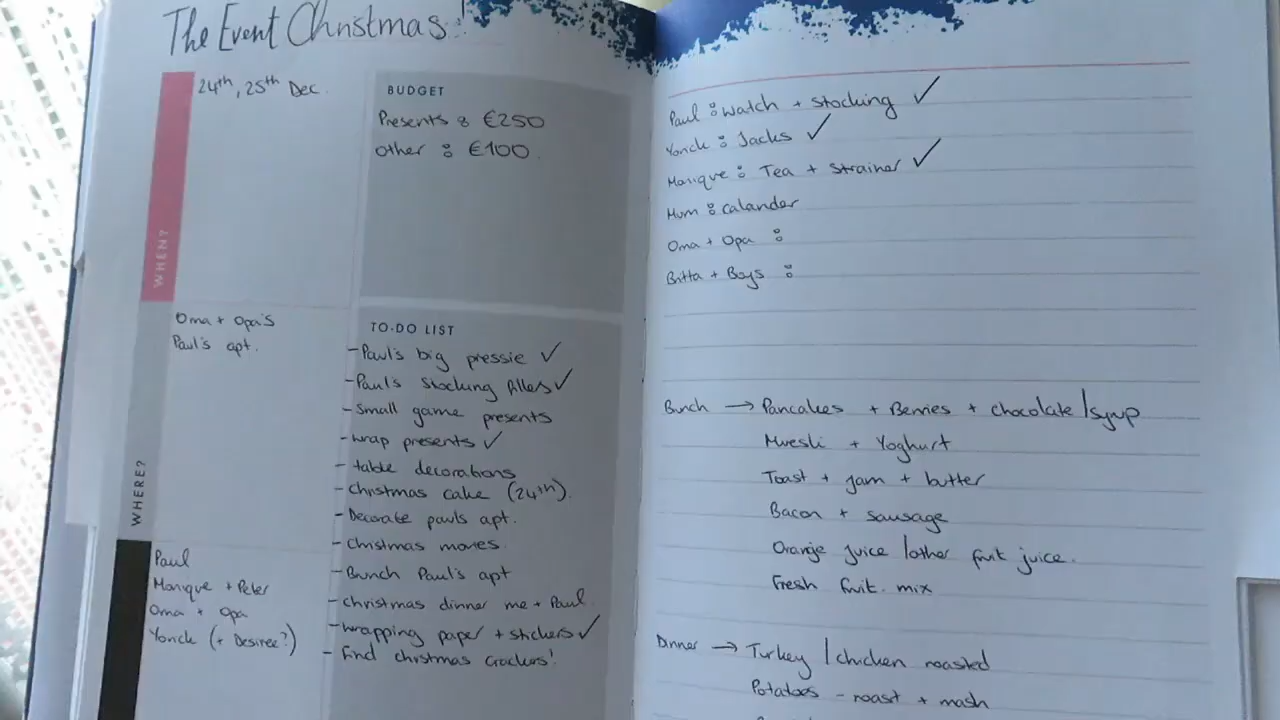 The Event Christmas!
WHEN?
24th, 25th Dec.
BUDGET
Presents : €250
Other : €100.
WHERE?
Oma + Opa's
Paul's apt.
TO-DO LIST
- Paul's big pressie ✓
- Paul's stocking fillers ✓
- Small game presents
- wrap presents ✓
- table decorations
- Christmas cake (24th).
- Decorate pauls apt.
- Christmas movies.
- Brunch Paul's apt
- Christmas dinner me + Paul.
- Wrapping paper + stickers ✓
- Find christmas crackers!
Paul
Monique + Peter
Oma + Opa
Yorick (+ Desiree?)
Paul : Watch + Stocking ✓
Yorick : Jacks ✓
Monique : Tea + Strainer ✓
Mum : calander
Oma + Opa :
Britta + Boys :
Brunch → Pancakes + Berries + chocolate/syrup
Muesli + Yoghurt
Toast + jam + butter
Bacon + sausage
Orange juice/other fruit juice.
Fresh fruit. mix
Dinner → Turkey/chicken roasted
Potatoes - roast + mash